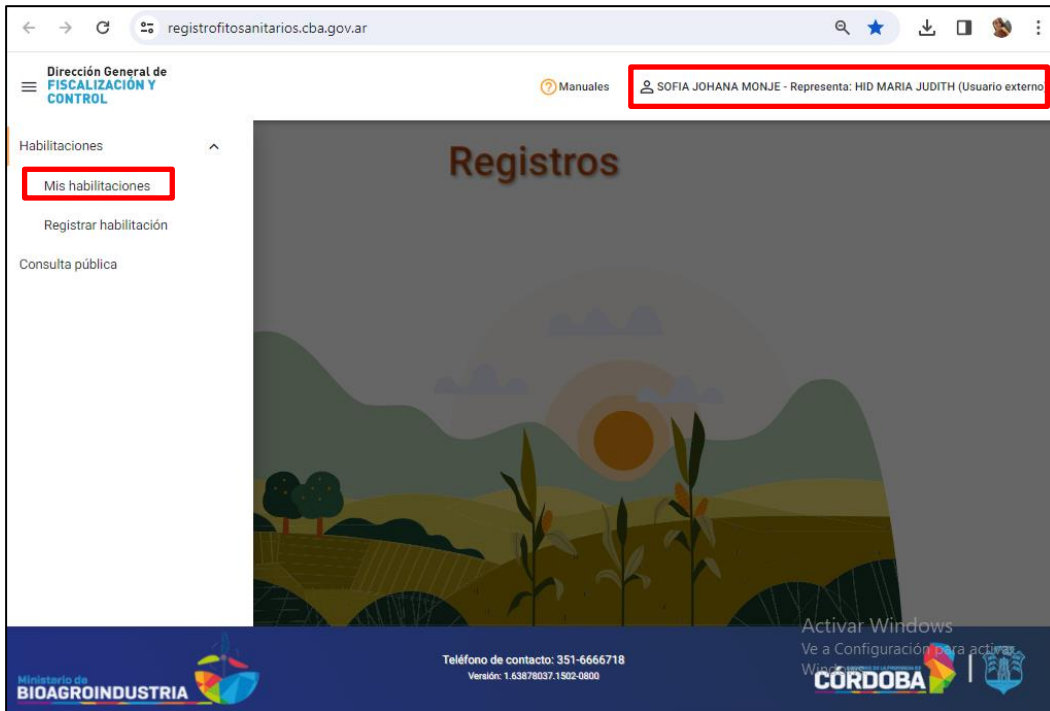 registrofitosanitarios.cba.gov.ar
Dirección General de
FISCALIZACIÓN Y
CONTROL
Manuales
SOFIA JOHANA MONJE - Representa: HID MARIA JUDITH (Usuario externo
Habilitaciones
Mis habilitaciones
Registrar habilitación
Consulta pública
Registros
Activar Windows
Ve a Configuración para activar
Windows.
Ministerio de
BIOAGROINDUSTRIA
Teléfono de contacto: 351-6666718
Versión: 1.63878037.1502-0800
CÓRDOBA